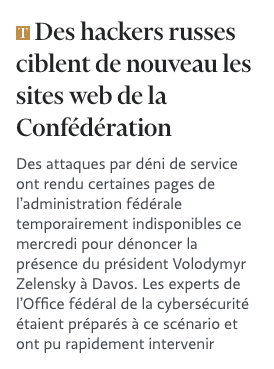 T Des hackers russes
ciblent de nouveau les
sites web de la
Confédération
Des attaques par déni de service
ont rendu certaines pages de
l’administration fédérale
temporairement indisponibles ce
mercredi pour dénoncer la
présence du président Volodymyr
Zelensky à Davos. Les experts de
l’Office fédéral de la cybersécurité
étaient préparés à ce scénario et
ont pu rapidement intervenir